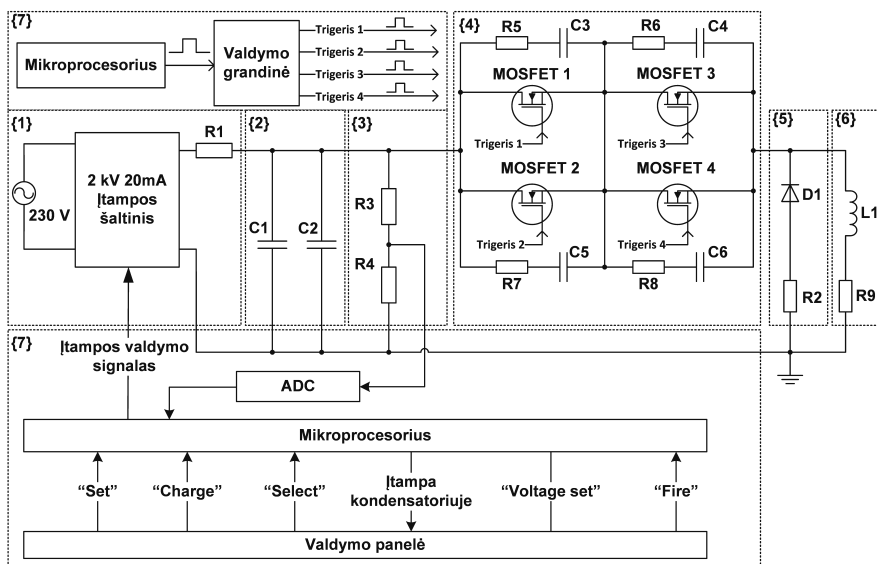 {7}
Mikroprocesorius
Valdymo
grandinė
Trigeris 1
Trigeris 2
Trigeris 3
Trigeris 4
{4}
R5
C3
R6
C4
MOSFET 1
MOSFET 3
Trigeris 1
Trigeris 3
MOSFET 2
MOSFET 4
Trigeris 2
Trigeris 4
R7
C5
R8
C6
{1}
230 V
2 kV 20mA
Įtampos
šaltinis
R1
{2}
C1
C2
{3}
R3
R4
{5}
D1
R2
{6}
L1
R9
{7}
Įtampos valdymo
signalas
ADC
Mikroprocesorius
“Set”
“Charge”
“Select”
Įtampa
kondensatoriuje
“Voltage set”
“Fire”
Valdymo panelė